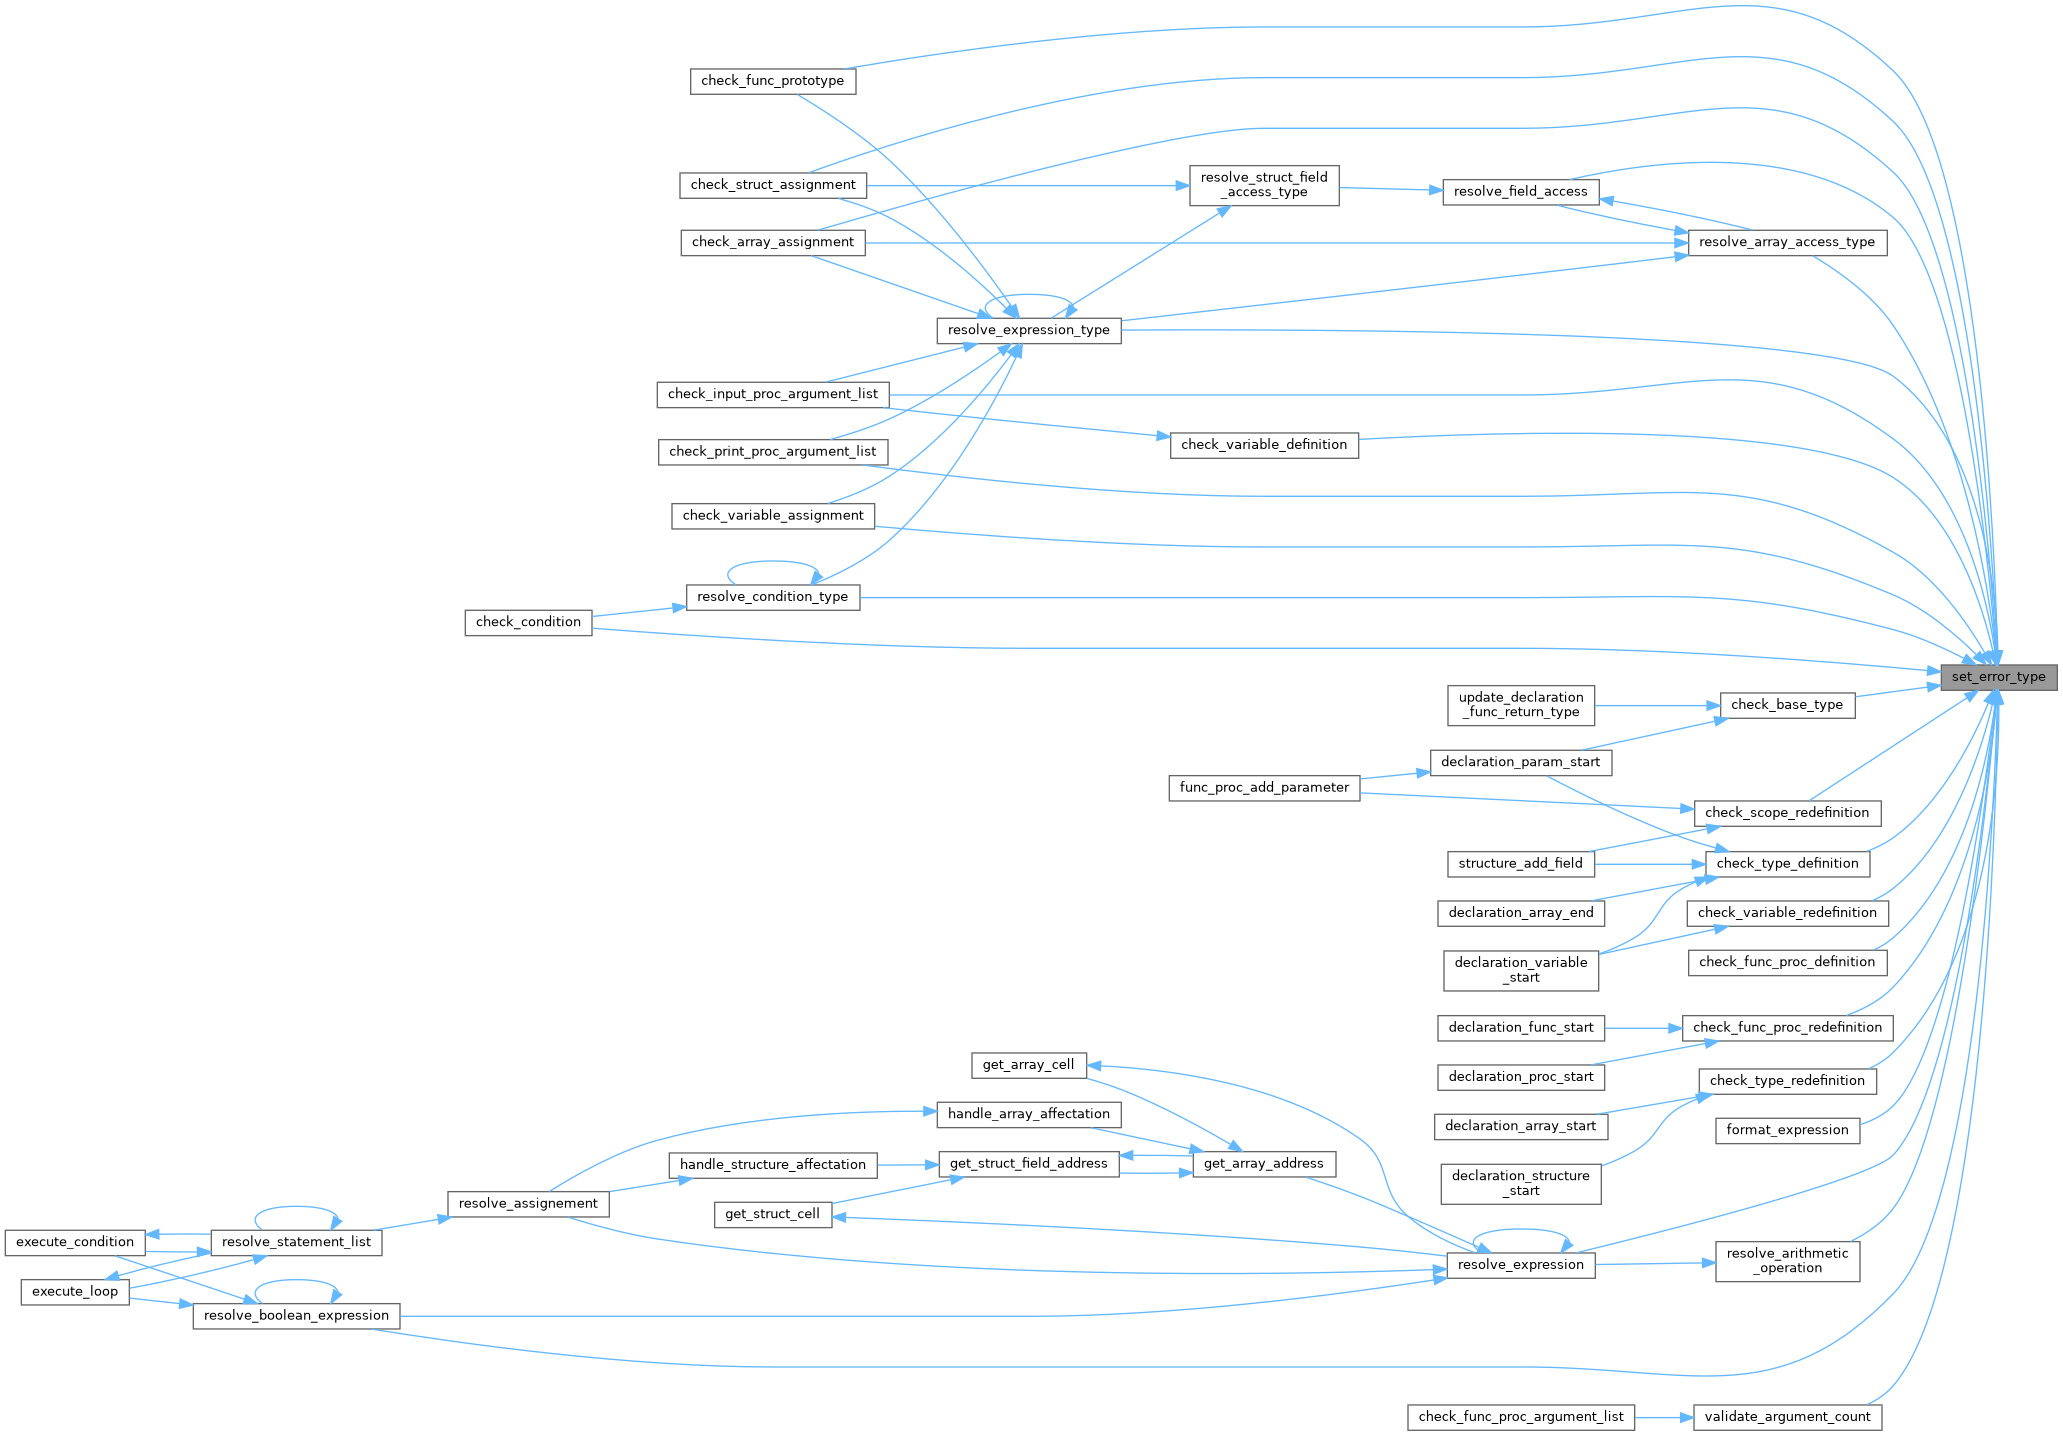 check_func_prototype
check_struct_assignment
resolve_struct_field
_access_type
resolve_field_access
check_array_assignment
resolve_array_access_type
resolve_expression_type
check_input_proc_argument_list
check_variable_definition
check_print_proc_argument_list
check_variable_assignment
resolve_condition_type
check_condition
set_error_type
update_declaration
_func_return_type
check_base_type
declaration_param_start
func_proc_add_parameter
check_scope_redefinition
structure_add_field
check_type_definition
declaration_array_end
check_variable_redefinition
declaration_variable
_start
check_func_proc_definition
declaration_func_start
check_func_proc_redefinition
get_array_cell
declaration_proc_start
check_type_redefinition
handle_array_affectation
declaration_array_start
format_expression
handle_structure_affectation
get_struct_field_address
get_array_address
declaration_structure
_start
resolve_assignement
get_struct_cell
execute_condition
resolve_statement_list
resolve_expression
resolve_arithmetic
_operation
execute_loop
resolve_boolean_expression
check_func_proc_argument_list
validate_argument_count